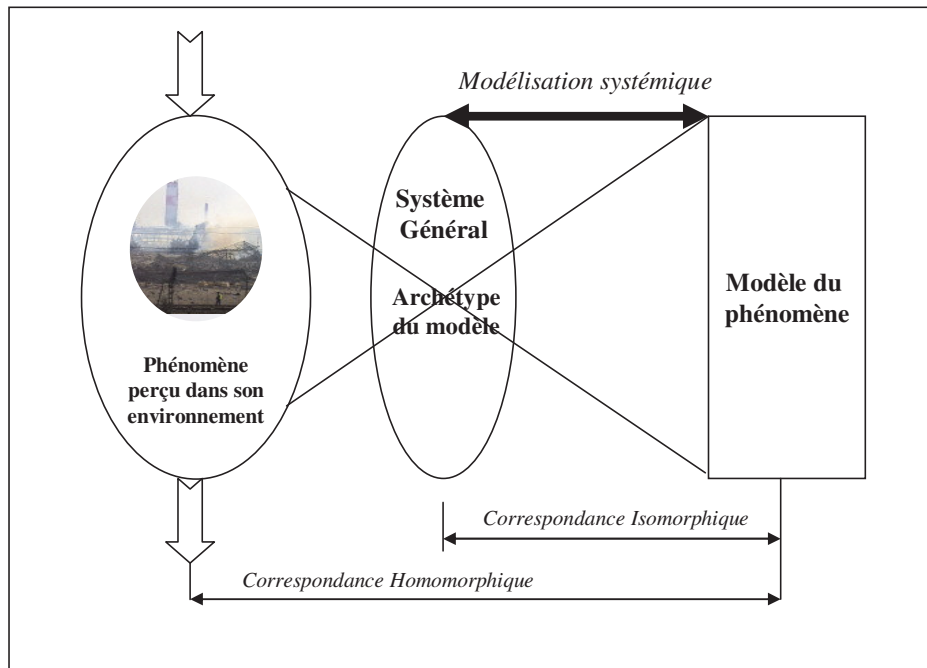 Modélisation systémique
Système
Général
Archétype
du modèle
Modèle du
phénomène
Phénomène
perçu dans son
environnement
Correspondance Isomorphique
Correspondance Homomorphique